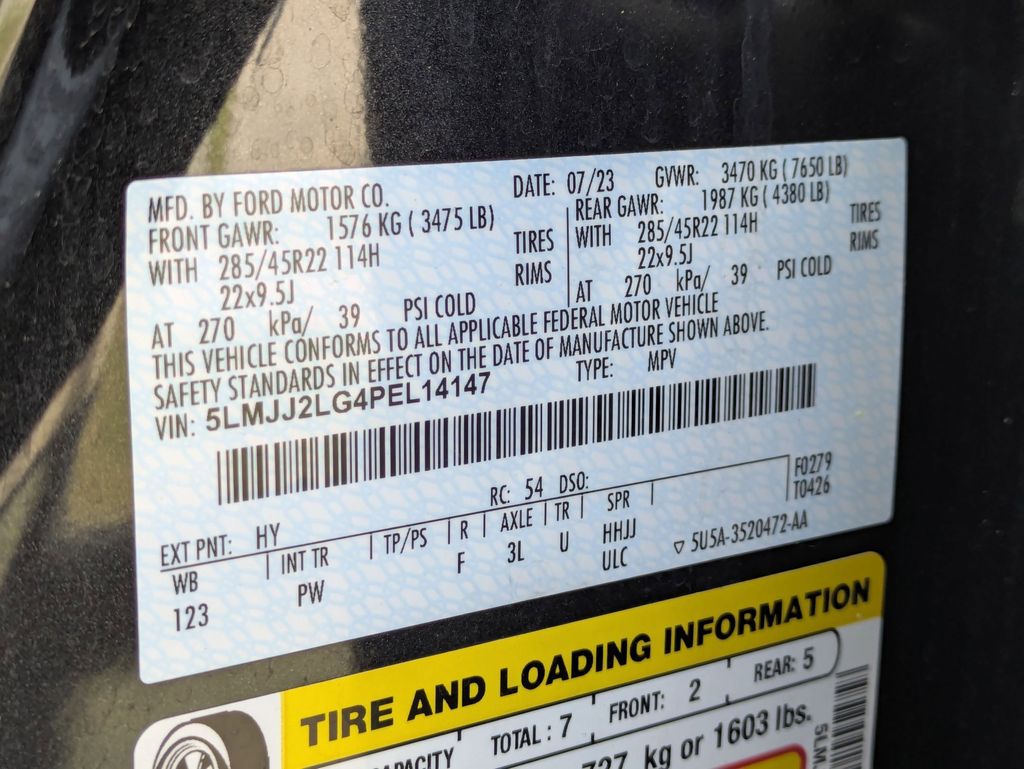 MFD. BY FORD MOTOR CO. DATE: 07/23 GVWR: 3470 KG ( 7650 LB)
FRONT GAWR: 1576 KG ( 3475 LB) REAR GAWR: 1987 KG ( 4380 LB)
WITH 285/45R22 114H TIRES WITH 285/45R22 114H TIRES
22x9.5J RIMS 22x9.5J RIMS
AT 270 kPa/ 39 PSI COLD AT 270 kPa/ 39 PSI COLD
THIS VEHICLE CONFORMS TO ALL APPLICABLE FEDERAL MOTOR VEHICLE
SAFETY STANDARDS IN EFFECT ON THE DATE OF MANUFACTURE SHOWN ABOVE.
VIN: 5LMJJ2LG4PEL14147 TYPE: MPV
F0279
T0426
EXT PNT: HY RC: 54 DSO:
WB INT TR TP/PS R AXLE TR SPR
123 PW F 3L U HHJJ
ULC
▽ 5U5A-3520472-AA
TIRE AND LOADING INFORMATION
TOTAL : 7 FRONT: 2 REAR: 5
kg or 1603 lbs.
5LM